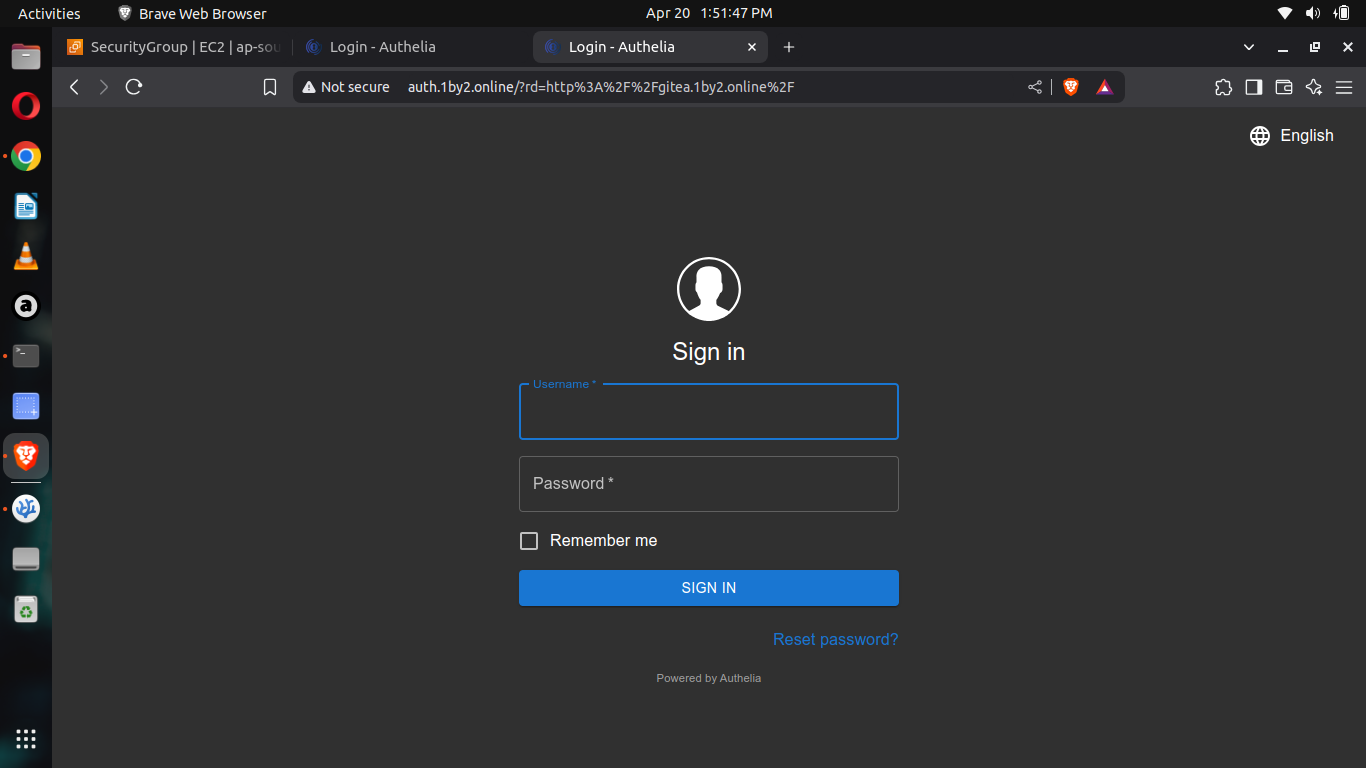 Activities
Brave Web Browser
Apr 20 1:51:47 PM
SecurityGroup | EC2 | ap-sou
Login - Authelia
Login - Authelia
Not secure
auth.1by2.online/?rd=http%3A%2F%2Fgitea.1by2.online%2F
English
Sign in
Username *
Password *
Remember me
SIGN IN
Reset password?
Powered by Authelia